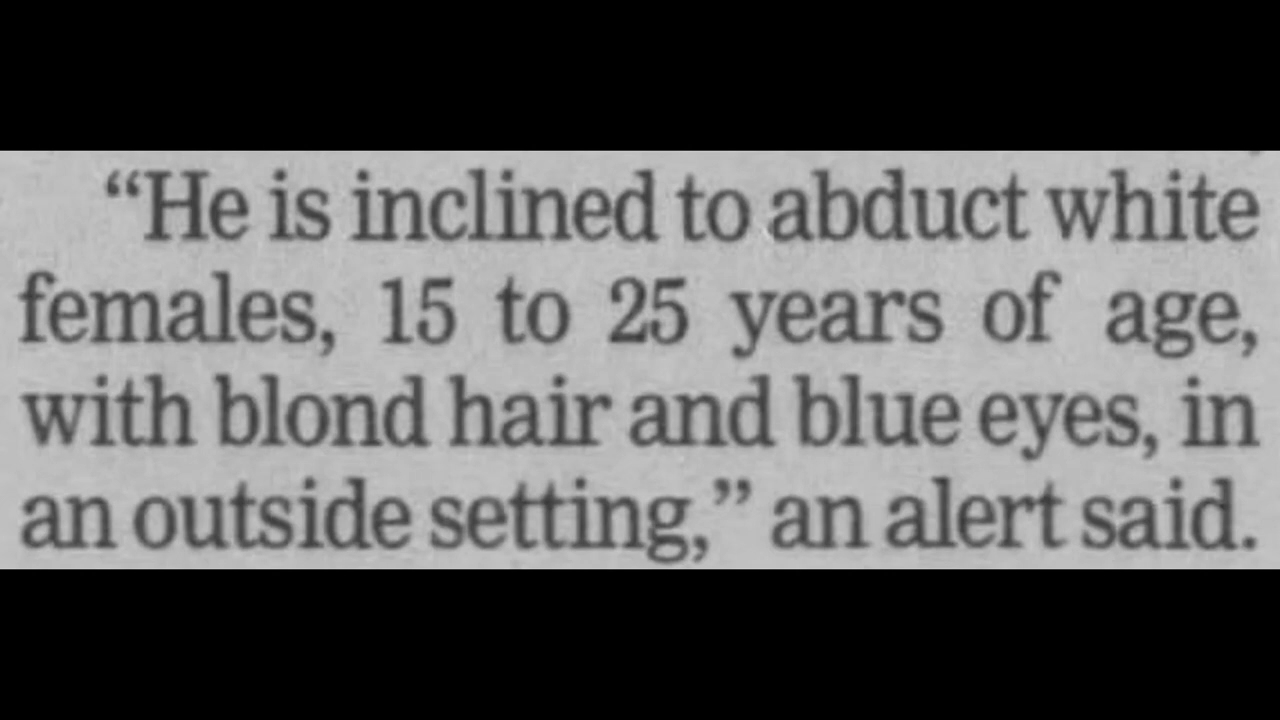 “He is inclined to abduct white
females, 15 to 25 years of age,
with blond hair and blue eyes, in
an outside setting,” an alert said.